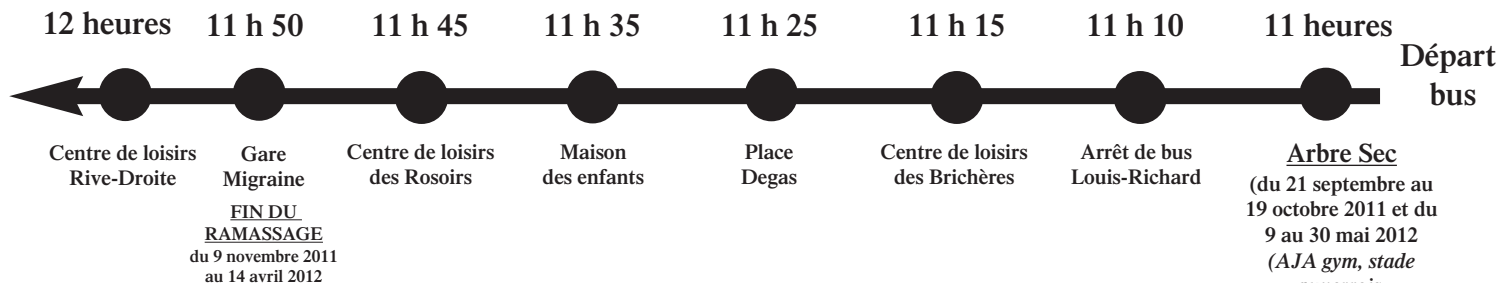 12 heures 11 h 50 11 h 45 11 h 35 11 h 25 11 h 15 11 h 10 11 heures
Départ
bus
Centre de loisirs
Rive-Droite
Gare
Migraine
FIN DU
RAMASSAGE
du 9 novembre 2011
au 14 avril 2012
Centre de loisirs
des Rosoirs
Maison
des enfants
Place
Degas
Centre de loisirs
des Brichères
Arrêt de bus
Louis-Richard
Arbre Sec
(du 21 septembre au
19 octobre 2011 et du
9 au 30 mai 2012
(AJA gym, stade